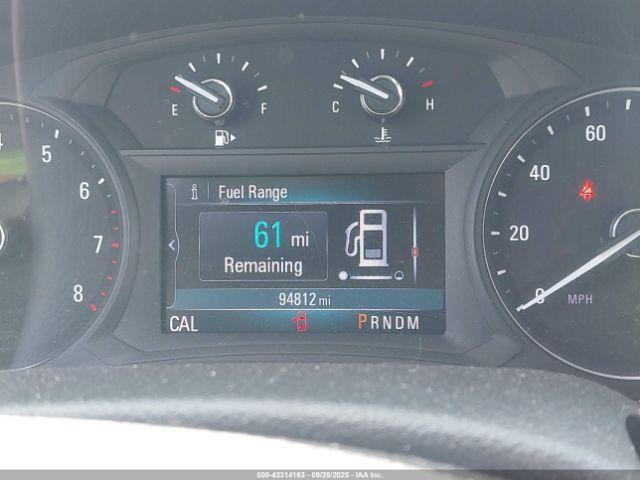 E F
C H
4 5 6 7 8
i Fuel Range
61 mi
Remaining
94812 mi
CAL PRNDM
0 20 40 60
MPH
000-43314163 - 09/29/2025 - IAA Inc.